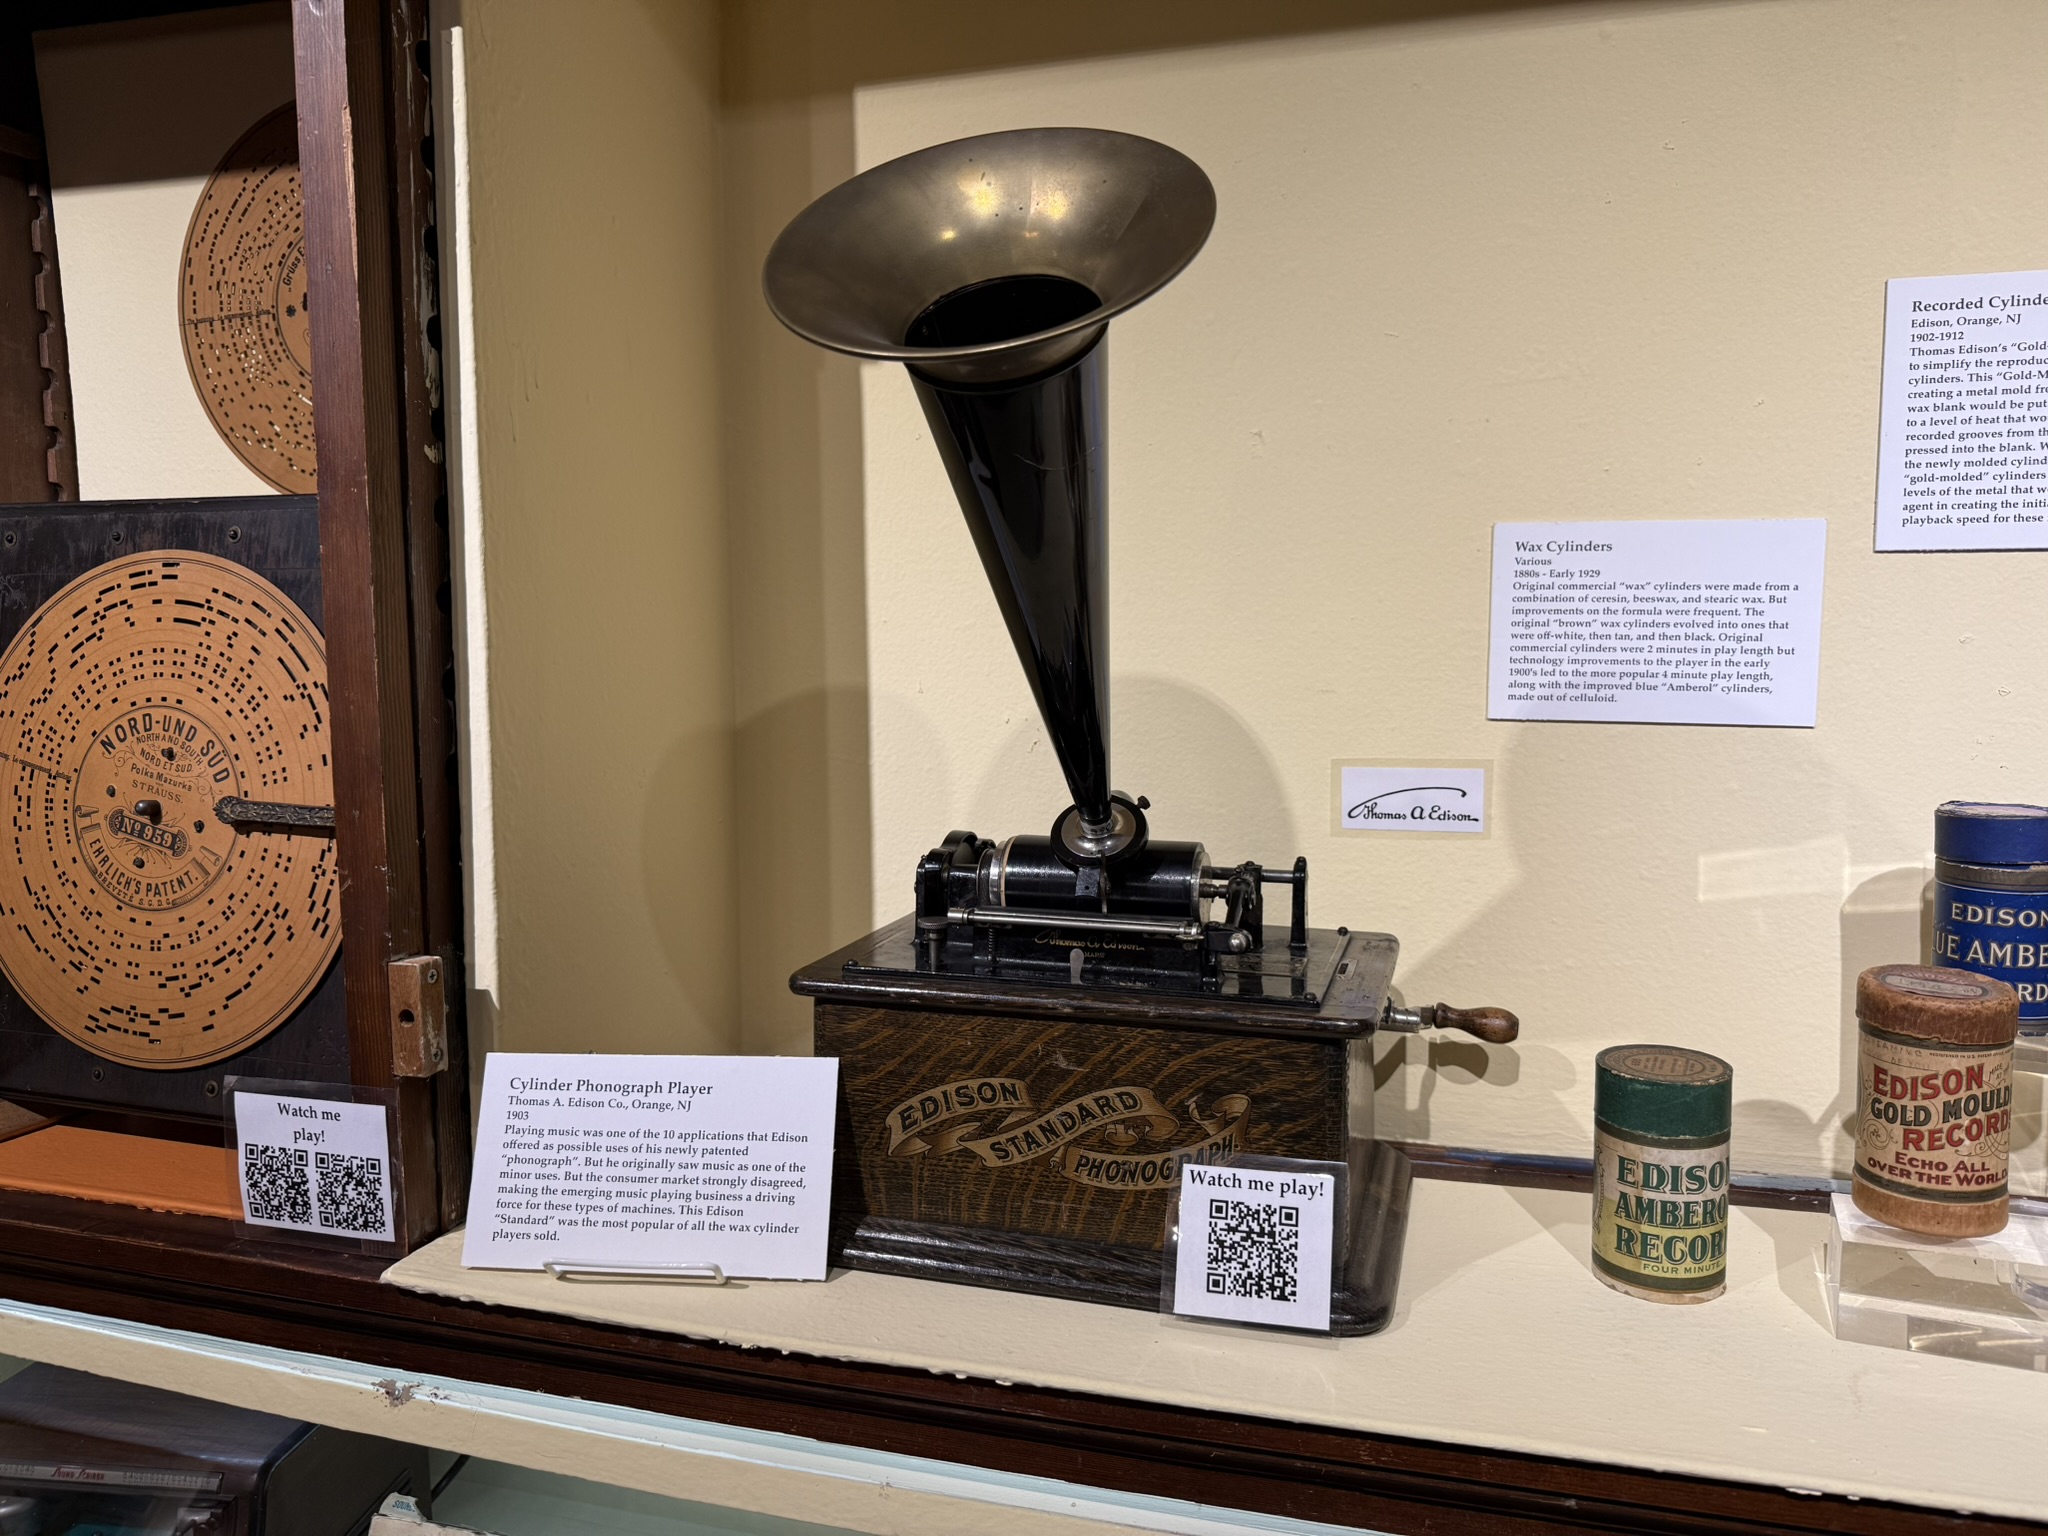 Grüss
NORD-UND SÜD
NORTH AND SOUTH.
NORD ET SUD
Polka Mazurka
STRAUSS.
Nº 959
EHRLICH'S PATENT.
BREVETÉ S.G.D.G.
Watch me
play!
Cylinder Phonograph Player
Thomas A. Edison Co., Orange, NJ
1903
Playing music was one of the 10 applications that Edison
offered as possible uses of his newly patented
“phonograph”. But he originally saw music as one of the
minor uses. But the consumer market strongly disagreed,
making the emerging music playing business a driving
force for these types of machines. This Edison
“Standard” was the most popular of all the wax cylinder
players sold.
Thomas A Edison
EDISON
STANDARD
PHONOGRAPH.
Watch me play!
Thomas A Edison
Wax Cylinders
Various
1880s - Early 1929
Original commercial “wax” cylinders were made from a
combination of ceresin, beeswax, and stearic wax. But
improvements on the formula were frequent. The
original “brown” wax cylinders evolved into ones that
were off-white, then tan, and then black. Original
commercial cylinders were 2 minutes in play length but
technology improvements to the player in the early
1900's led to the more popular 4 minute play length,
along with the improved blue “Amberol” cylinders,
made out of celluloid.
Recorded Cylinde
Edison, Orange, NJ
1902-1912
Thomas Edison's “Gold-
to simplify the reproduc
cylinders. This “Gold-M
creating a metal mold fro
wax blank would be put
to a level of heat that wo
recorded grooves from th
pressed into the blank. W
the newly molded cylind
“gold-molded” cylinders
levels of the metal that w
agent in creating the initi
playback speed for these
EDISON
UE AMBE
RD
EDISON
GOLD MOULD
RECORD
ECHO ALL
OVER THE WORLD
EDISO
AMBERO
RECOR
FOUR MINUTE
SOUND SCRIBER